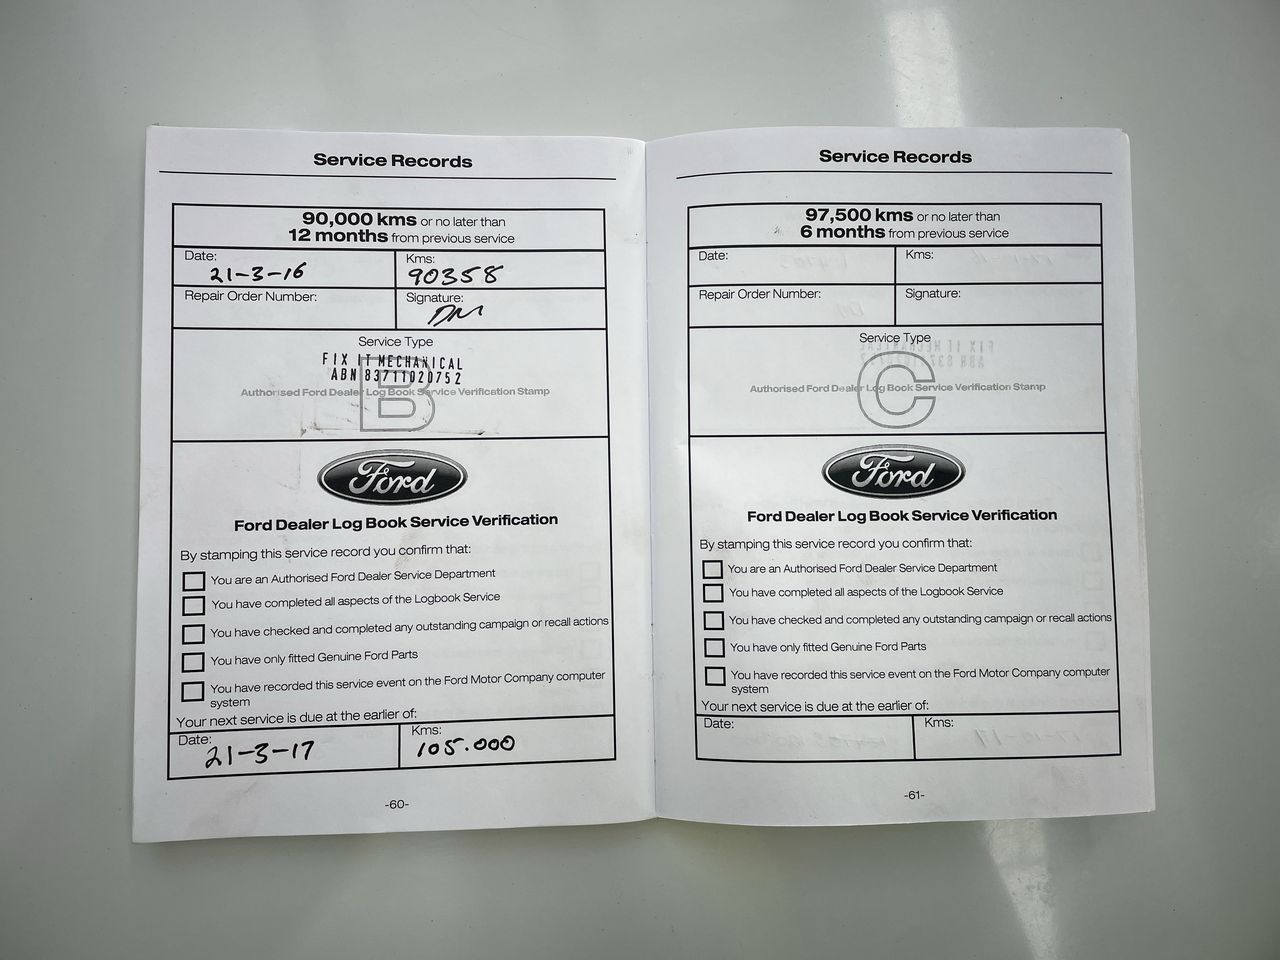 Service Records
90,000 kms or no later than
12 months from previous service
Date:
21-3-16
Kms:
90358
Repair Order Number:
Signature:
DM
Service Type
FIX IT MECHANICAL
ABN 83711020752
B
Authorised Ford Dealer Log Book Service Verification Stamp
Ford
Ford Dealer Log Book Service Verification
By stamping this service record you confirm that:
You are an Authorised Ford Dealer Service Department
You have completed all aspects of the Logbook Service
You have checked and completed any outstanding campaign or recall actions
You have only fitted Genuine Ford Parts
You have recorded this service event on the Ford Motor Company computer
system
Your next service is due at the earlier of:
Date:
21-3-17
Kms:
105.000
-60-
Service Records
97,500 kms or no later than
6 months from previous service
Date:
Kms:
Repair Order Number:
Signature:
Service Type
C
Authorised Ford Dealer Log Book Service Verification Stamp
Ford
Ford Dealer Log Book Service Verification
By stamping this service record you confirm that:
You are an Authorised Ford Dealer Service Department
You have completed all aspects of the Logbook Service
You have checked and completed any outstanding campaign or recall actions
You have only fitted Genuine Ford Parts
You have recorded this service event on the Ford Motor Company computer
system
Your next service is due at the earlier of:
Date:
Kms:
-61-